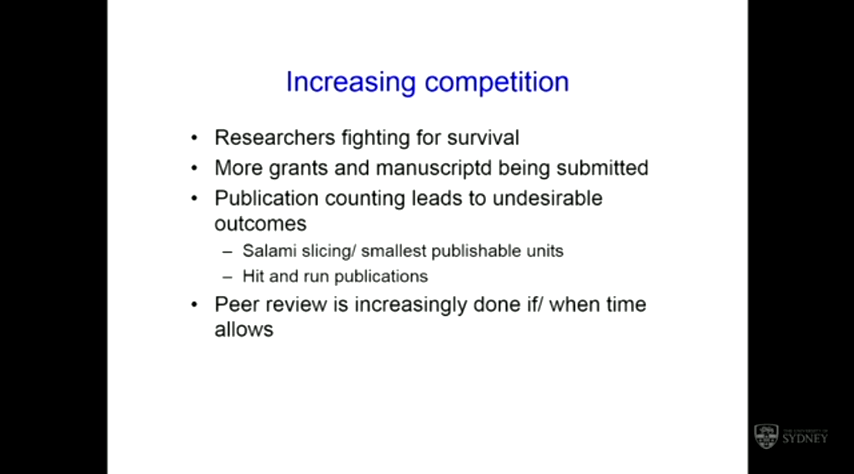 Increasing competition
• Researchers fighting for survival
• More grants and manuscriptd being submitted
• Publication counting leads to undesirable
outcomes
– Salami slicing/ smallest publishable units
– Hit and run publications
• Peer review is increasingly done if/ when time
allows
THE UNIVERSITY OF
SYDNEY